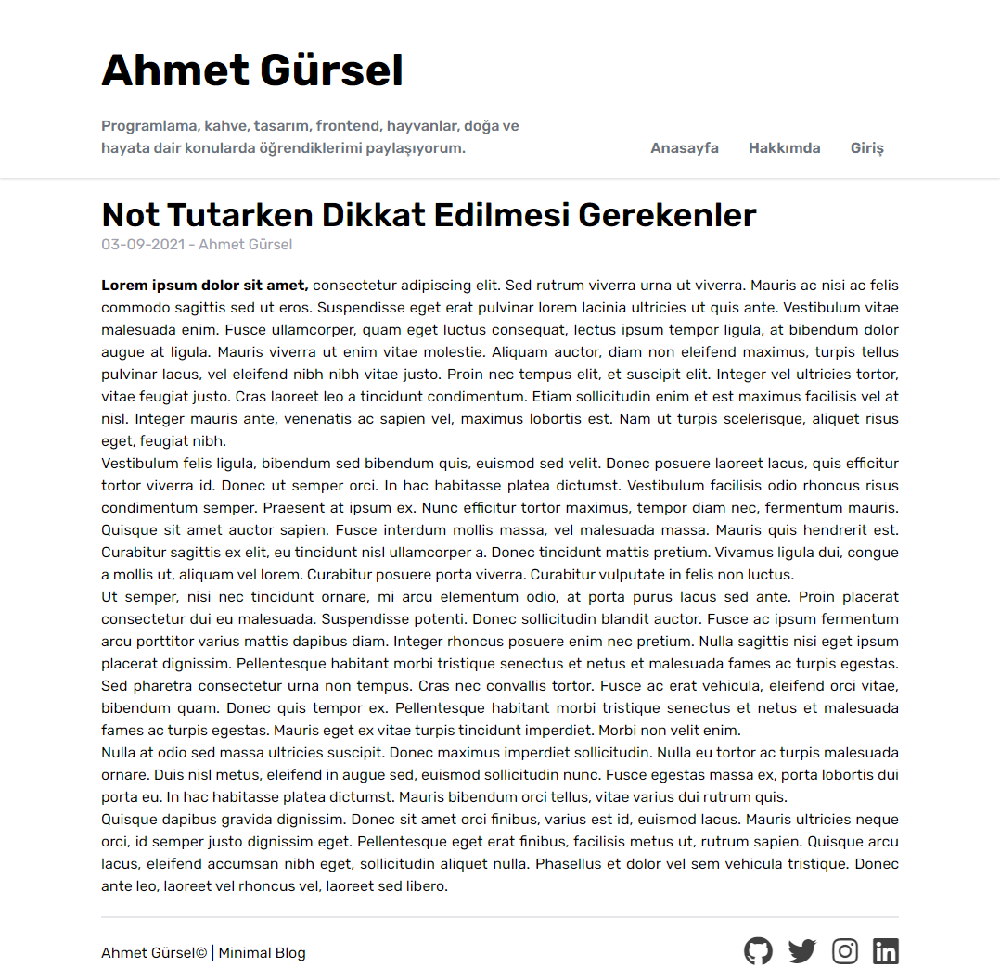 Ahmet Gürsel
Programlama, kahve, tasarım, frontend, hayvanlar, doğa ve
hayata dair konularda öğrendiklerimi paylaşıyorum.
Anasayfa Hakkımda Giriş
Not Tutarken Dikkat Edilmesi Gerekenler
03-09-2021 - Ahmet Gürsel
Lorem ipsum dolor sit amet, consectetur adipiscing elit. Sed rutrum viverra urna ut viverra. Mauris ac nisi ac felis
commodo sagittis sed ut eros. Suspendisse eget erat pulvinar lorem lacinia ultricies ut quis ante. Vestibulum vitae
malesuada enim. Fusce ullamcorper, quam eget luctus consequat, lectus ipsum tempor ligula, at bibendum dolor
augue at ligula. Mauris viverra ut enim vitae molestie. Aliquam auctor, diam non eleifend maximus, turpis tellus
pulvinar lacus, vel eleifend nibh nibh vitae justo. Proin nec tempus elit, et suscipit elit. Integer vel ultricies tortor,
vitae feugiat justo. Cras laoreet leo a tincidunt condimentum. Etiam sollicitudin enim et est maximus facilisis vel at
nisl. Integer mauris ante, venenatis ac sapien vel, maximus lobortis est. Nam ut turpis scelerisque, aliquet risus
eget, feugiat nibh.
Vestibulum felis ligula, bibendum sed bibendum quis, euismod sed velit. Donec posuere laoreet lacus, quis efficitur
tortor viverra id. Donec ut semper orci. In hac habitasse platea dictumst. Vestibulum facilisis odio rhoncus risus
condimentum semper. Praesent at ipsum ex. Nunc efficitur tortor maximus, tempor diam nec, fermentum mauris.
Quisque sit amet auctor sapien. Fusce interdum mollis massa, vel malesuada massa. Mauris quis hendrerit est.
Curabitur sagittis ex elit, eu tincidunt nisl ullamcorper a. Donec tincidunt mattis pretium. Vivamus ligula dui, congue
a mollis ut, aliquam vel lorem. Curabitur posuere porta viverra. Curabitur vulputate in felis non luctus.
Ut semper, nisi nec tincidunt ornare, mi arcu elementum odio, at porta purus lacus sed ante. Proin placerat
consectetur dui eu malesuada. Suspendisse potenti. Donec sollicitudin blandit auctor. Fusce ac ipsum fermentum
arcu porttitor varius mattis dapibus diam. Integer rhoncus posuere enim nec pretium. Nulla sagittis nisi eget ipsum
placerat dignissim. Pellentesque habitant morbi tristique senectus et netus et malesuada fames ac turpis egestas.
Sed pharetra consectetur urna non tempus. Cras nec convallis tortor. Fusce ac erat vehicula, eleifend orci vitae,
bibendum quam. Donec quis tempor ex. Pellentesque habitant morbi tristique senectus et netus et malesuada
fames ac turpis egestas. Mauris eget ex vitae turpis tincidunt imperdiet. Morbi non velit enim.
Nulla at odio sed massa ultricies suscipit. Donec maximus imperdiet sollicitudin. Nulla eu tortor ac turpis malesuada
ornare. Duis nisl metus, eleifend in augue sed, euismod sollicitudin nunc. Fusce egestas massa ex, porta lobortis dui
porta eu. In hac habitasse platea dictumst. Mauris bibendum orci tellus, vitae varius dui rutrum quis.
Quisque dapibus gravida dignissim. Donec sit amet orci finibus, varius est id, euismod lacus. Mauris ultricies neque
orci, id semper justo dignissim eget. Pellentesque eget erat finibus, facilisis metus ut, rutrum sapien. Quisque arcu
lacus, eleifend accumsan nibh eget, sollicitudin aliquet nulla. Phasellus et dolor vel sem vehicula tristique. Donec
ante leo, laoreet vel rhoncus vel, laoreet sed libero.
Ahmet Gürsel© | Minimal Blog